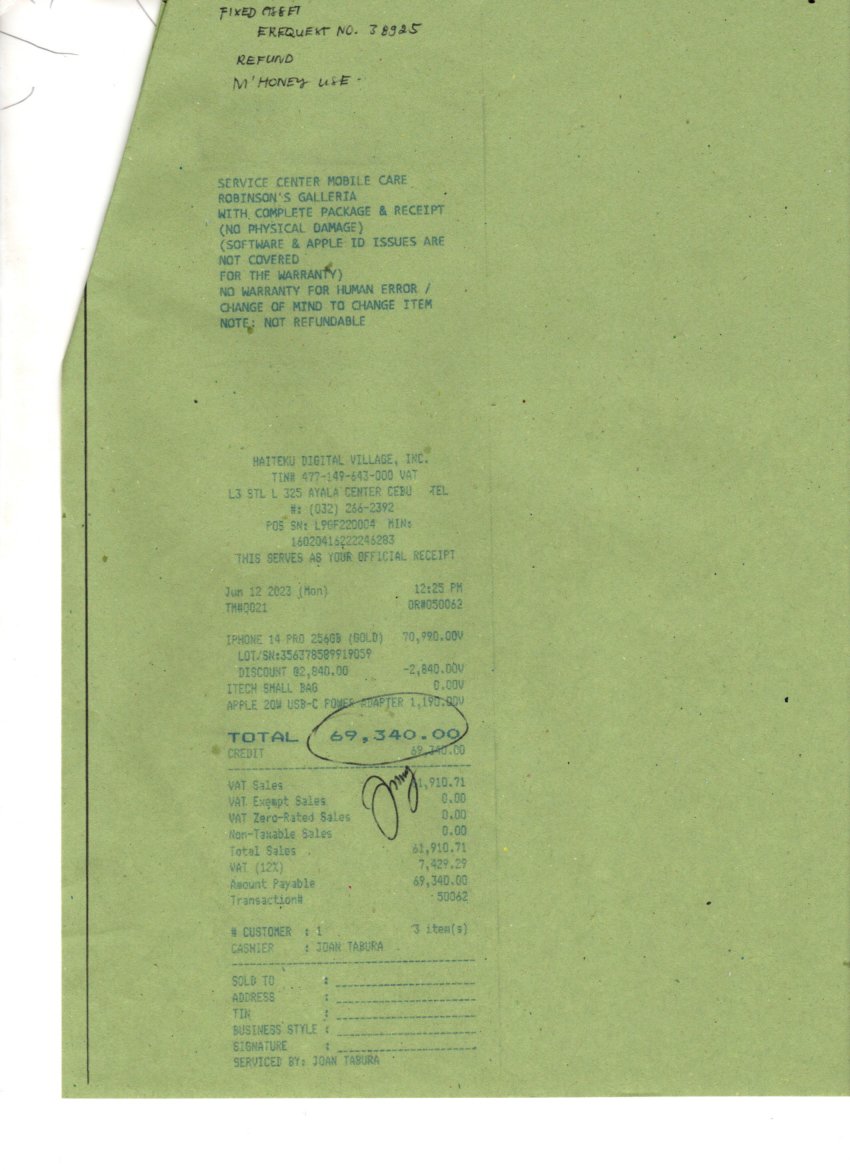 FIXED ASSET
EREQUEST NO. 38925
REFUND
M'HONEY USE.
SERVICE CENTER MOBILE CARE
ROBINSON'S GALLERIA
WITH COMPLETE PACKAGE & RECEIPT
(NO PHYSICAL DAMAGE)
(SOFTWARE & APPLE ID ISSUES ARE
NOT COVERED
FOR THE WARRANTY)
NO WARRANTY FOR HUMAN ERROR /
CHANGE OF MIND TO CHANGE ITEM
NOTE: NOT REFUNDABLE
HAITEKU DIGITAL VILLAGE, INC.
TIN# 477-149-643-000 VAT
L3 STL L 325 AYALA CENTER CEBU TEL
#: (032) 266-2392
POS SN: L9GF220004 MIN:
16020416222246283
THIS SERVES AS YOUR OFFICIAL RECEIPT
Jun 12 2023 (Mon) 12:25 PM
TM#0021 OR#050062
IPHONE 14 PRO 256GB (GOLD) 70,990.00V
LOT/SN:356378589919059
DISCOUNT @2,840.00 -2,840.00V
ITECH SMALL BAG 0.00V
APPLE 20W USB-C POWER ADAPTER 1,190.00V
TOTAL 69,340.00
CREDIT 69,340.00
VAT Sales 61,910.71
VAT Exempt Sales 0.00
VAT Zero-Rated Sales 0.00
Non-Taxable Sales 0.00
Total Sales 61,910.71
VAT (12%) 7,429.29
Amount Payable 69,340.00
Transaction# 50062
# CUSTOMER : 1 3 item(s)
CASHIER : JOAN TABURA
SOLD TO :
ADDRESS :
TIN :
BUSINESS STYLE :
SIGNATURE :
SERVICED BY: JOAN TABURA